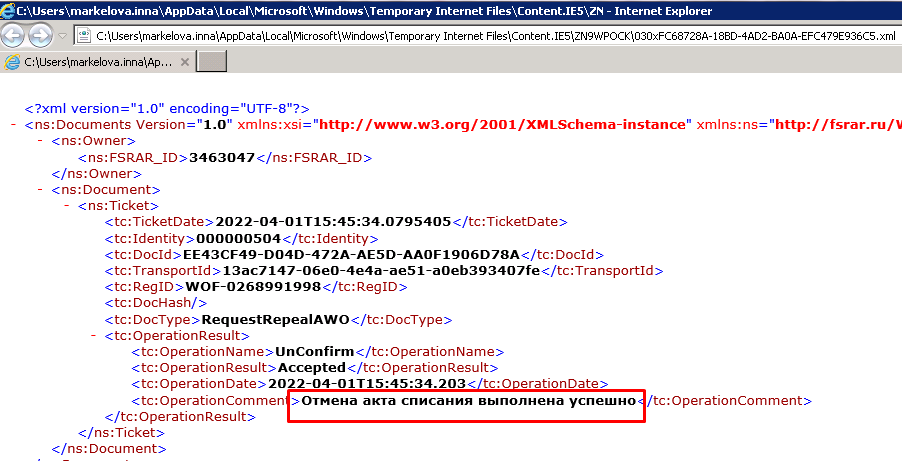 C:\Users\markelova.inna\AppData\Local\Microsoft\Windows\Temporary Internet Files\Content.IE5\ZN - Internet Explorer
C:\Users\markelova.inna\AppData\Local\Microsoft\Windows\Temporary Internet Files\Content.IE5\ZN9WPOCK\030xFC68728A-18BD-4AD2-BA0A-EFC479E936C5.xml
C:\Users\markelova.inna\Ap...
<?xml version="1.0" encoding="UTF-8"?>
- <ns:Documents Version="1.0" xmlns:xsi="http://www.w3.org/2001/XMLSchema-instance" xmlns:ns="http://fsrar.ru/W
- <ns:Owner>
<ns:FSRAR_ID>3463047</ns:FSRAR_ID>
</ns:Owner>
- <ns:Document>
- <ns:Ticket>
<tc:TicketDate>2022-04-01T15:45:34.0795405</tc:TicketDate>
<tc:Identity>000000504</tc:Identity>
<tc:DocId>EE43CF49-D04D-472A-AE5D-AA0F1906D78A</tc:DocId>
<tc:TransportId>13ac7147-06e0-4e4a-ae51-a0eb393407fe</tc:TransportId>
<tc:RegID>WOF-0268991998</tc:RegID>
<tc:DocHash/>
<tc:DocType>RequestRepealAWO</tc:DocType>
- <tc:OperationResult>
<tc:OperationName>UnConfirm</tc:OperationName>
<tc:OperationResult>Accepted</tc:OperationResult>
<tc:OperationDate>2022-04-01T15:45:34.203</tc:OperationDate>
<tc:OperationComment>Отмена акта списания выполнена успешно</tc:OperationComment>
</tc:OperationResult>
</ns:Ticket>
</ns:Document>